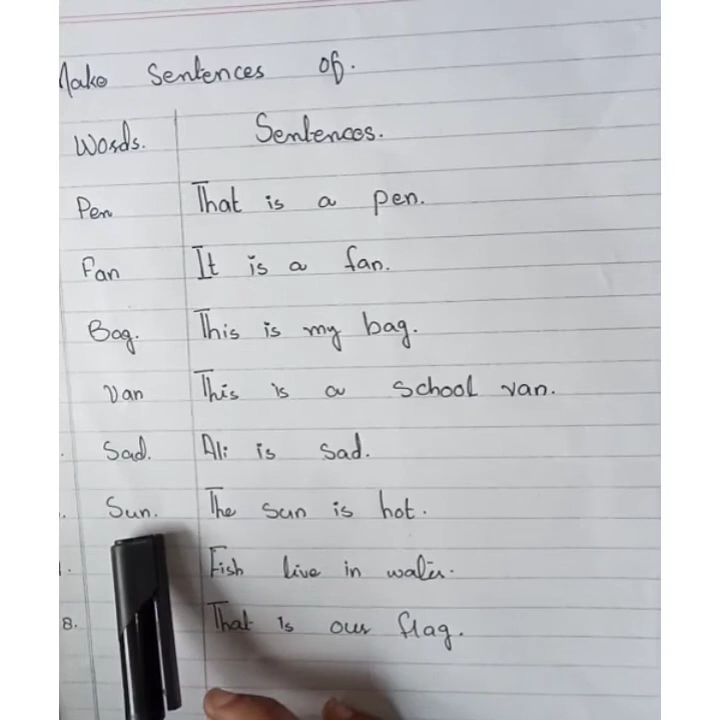 Make Sentences of.
Words. Sentences.
Pen That is a pen.
Fan It is a fan.
Bag. This is my bag.
Van This is a school van.
Sad. Ali is sad.
Sun. The sun is hot.
Fish live in water.
8. That is our flag.